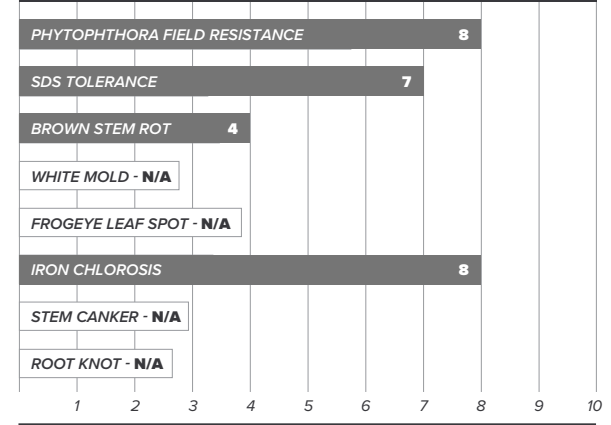 PHYTOPHTHORA FIELD RESISTANCE 8
SDS TOLERANCE 7
BROWN STEM ROT 4
WHITE MOLD - N/A
FROGEYE LEAF SPOT - N/A
IRON CHLOROSIS 8
STEM CANKER - N/A
ROOT KNOT - N/A
1 2 3 4 5 6 7 8 9 10